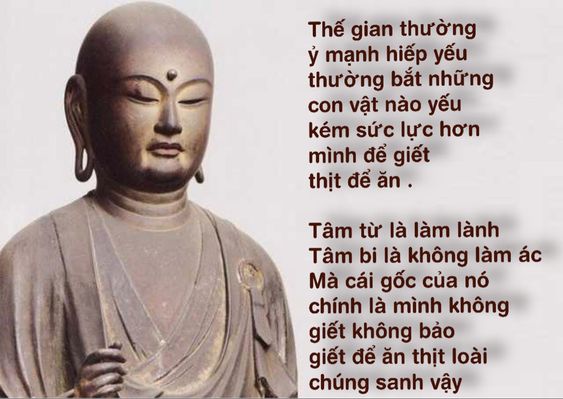 Thế gian thường
ỷ mạnh hiếp yếu
thường bắt những
con vật nào yếu
kém sức lực hơn
mình để giết
thịt để ăn .
Tâm từ là làm lành
Tâm bi là không làm ác
Mà cái gốc của nó
chính là mình không
giết không bảo
giết để ăn thịt loài
chúng sanh vậy